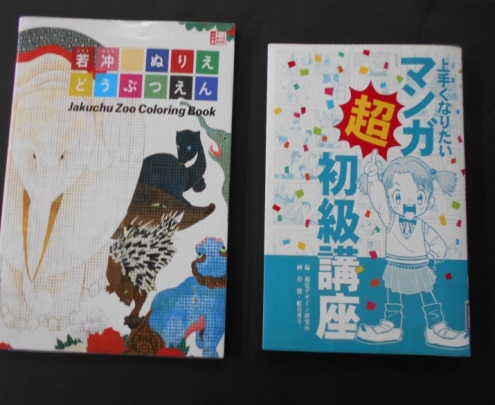 若冲 ぬりえ
どうぶつえん
Jakuchu Zoo Coloring Book
上手くなりたい
マンガ
超
初級講座